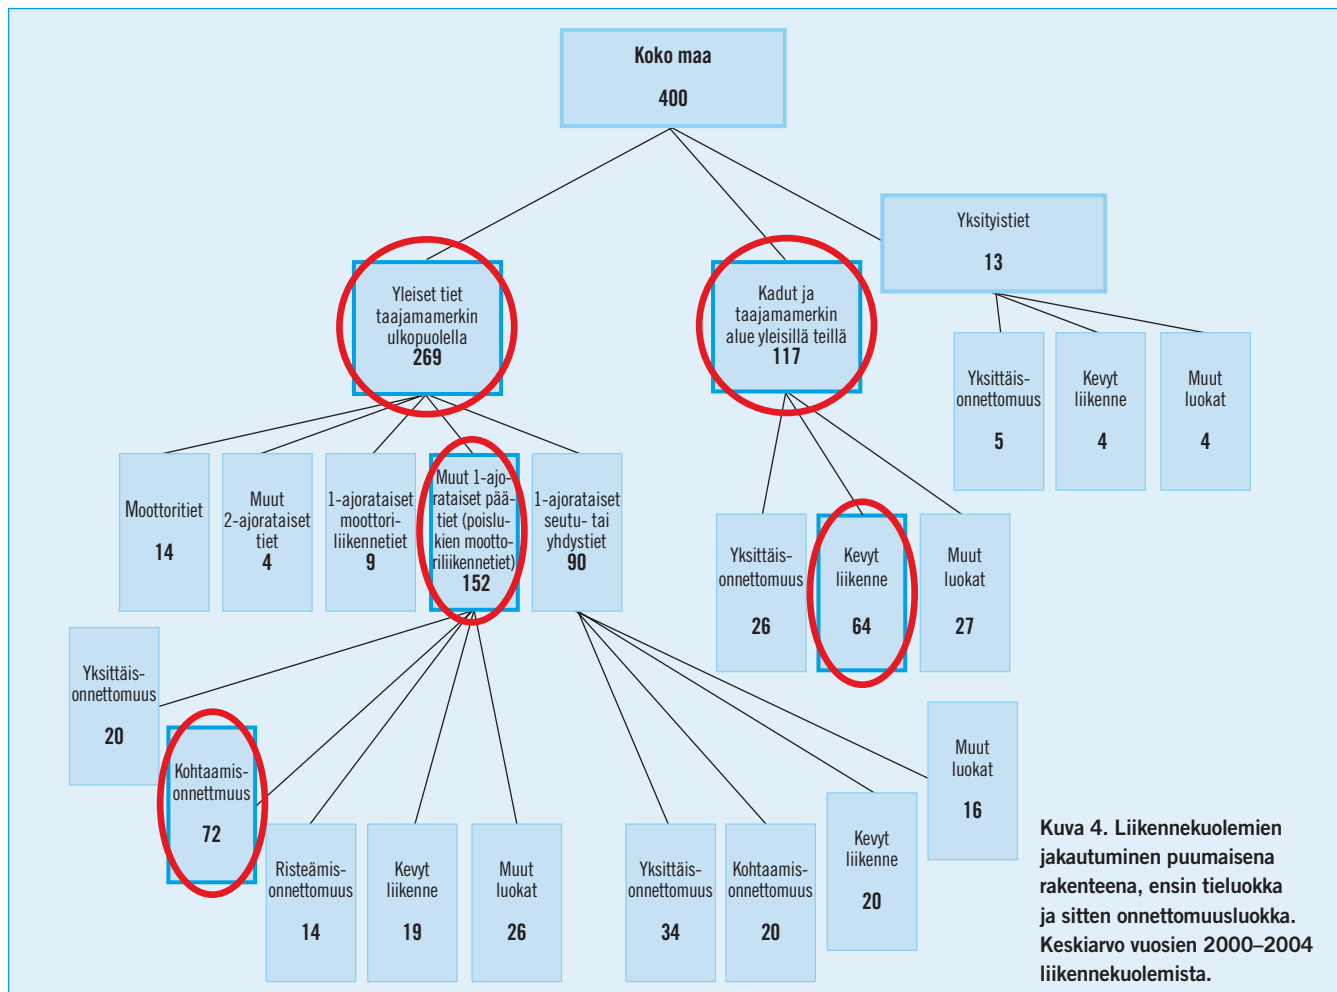 Koko maa
400
Yksityistiet
13
Yleiset tiet
taajamamerkin
ulkopuolella
269
Kadut ja
taajamamerkin
alue yleisillä teillä
117
Yksittäis-
onnettomuus
5
Kevyt
liikenne
4
Muut
luokat
4
Moottoritiet
14
Muut
2-ajorataiset
tiet
4
1-ajorataiset
moottori-
liikennetiet
9
Muut 1-ajo-
rataiset pää-
tiet (poislu-
kien mootto-
riliikennetiet)
152
1-ajorataiset
seutu- tai
yhdystiet
90
Yksittäis-
onnettomuus
26
Kevyt
liikenne
64
Muut
luokat
27
Yksittäis-
onnettomuus
20
Kohtaamis-
onnettmuus
72
Risteämis-
onnettomuus
14
Kevyt
liikenne
19
Muut
luokat
26
Yksittäis-
onnettomuus
34
Kohtaamis-
onnettomuus
20
Kevyt
liikenne
20
Muut
luokat
16
Kuva 4. Liikennekuolemien
jakautuminen puumaisena
rakenteena, ensin tieluokka
ja sitten onnettomuusluokka.
Keskiarvo vuosien 2000–2004
liikennekuolemista.